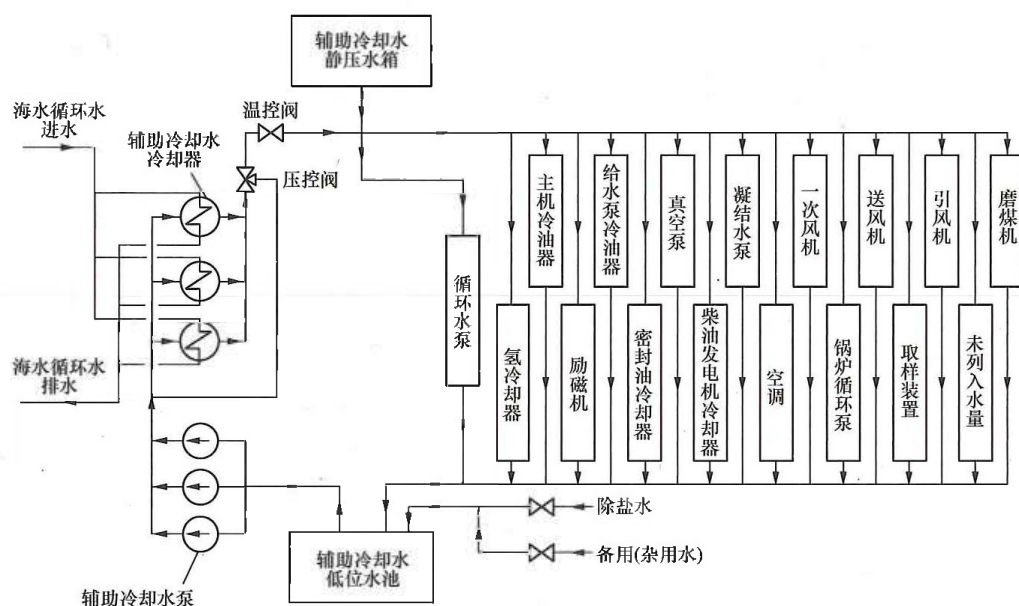 辅助冷却水
静压水箱
海水循环水
进水
辅助冷却水
冷却器
温控阀
压控阀
海水循环水
排水
循环水泵
主机冷油器
给水泵冷油器
真空泵
凝结水泵
一次风机
送风机
引风机
磨煤机
氢冷却器
励磁机
密封油冷却器
柴油发电机冷却器
空调
锅炉循环泵
取样装置
未列入水量
除盐水
备用(杂用水)
辅助冷却水
低位水池
辅助冷却水泵